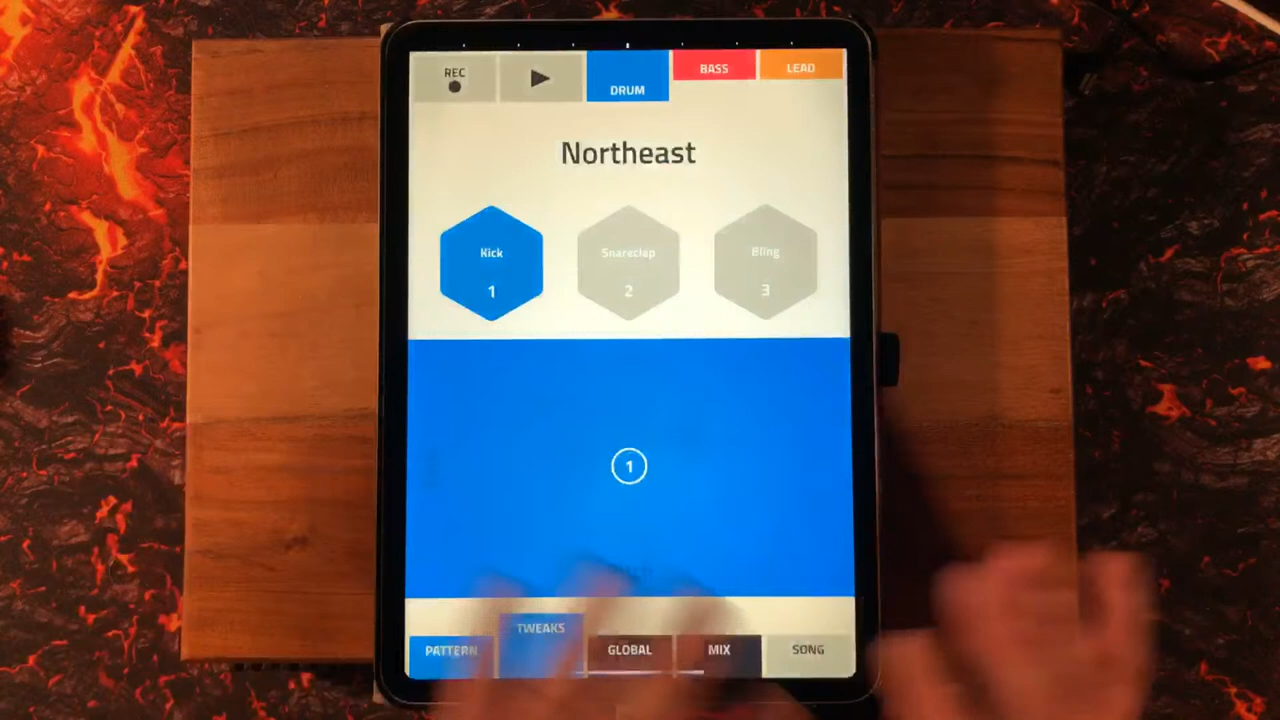 REC
DRUM
BASS
LEAD
Northeast
Kick
Snareclap
Bling
1
2
3
1
PATTERN
TWEAKS
GLOBAL
MIX
SONG